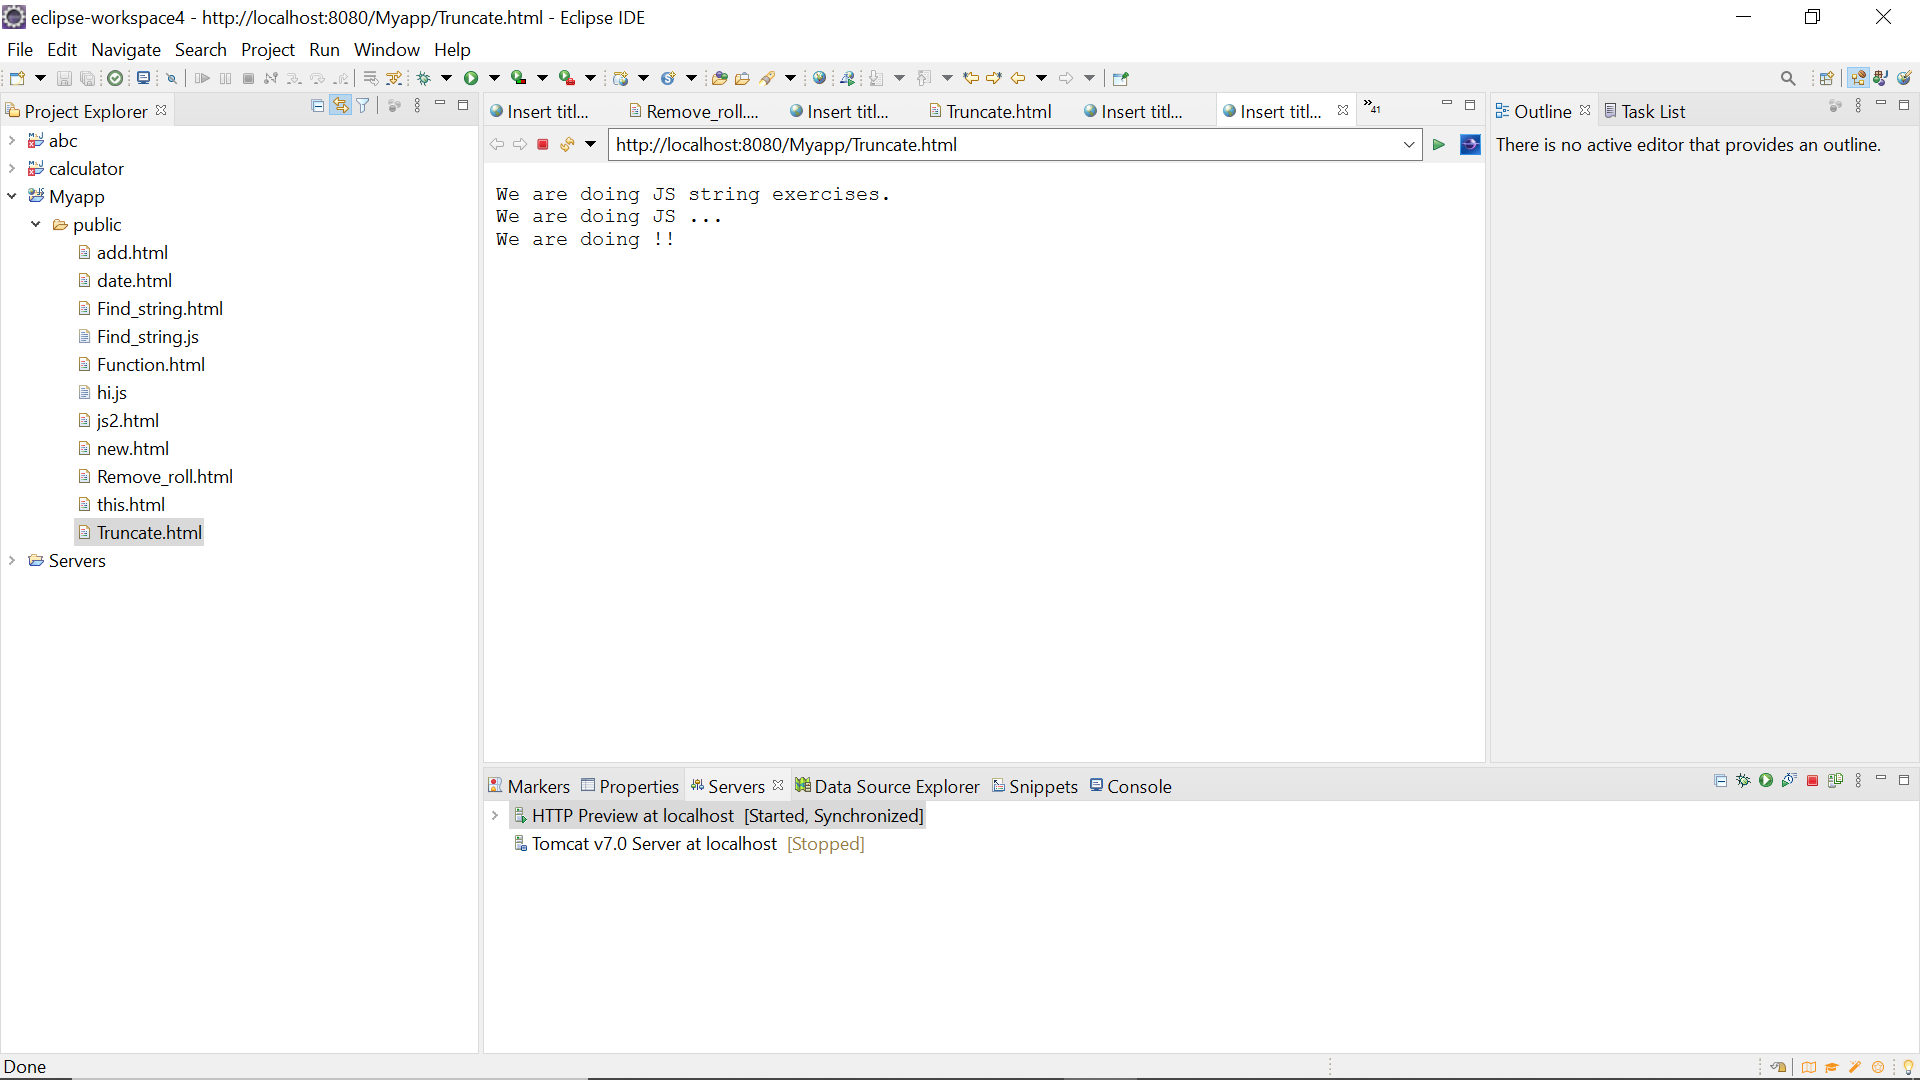 eclipse-workspace4 - http://localhost:8080/Myapp/Truncate.html - Eclipse IDE
File Edit Navigate Search Project Run Window Help
Project Explorer
abc
calculator
Myapp
public
add.html
date.html
Find_string.html
Find_string.js
Function.html
hi.js
js2.html
new.html
Remove_roll.html
this.html
Truncate.html
Servers
Insert titl... Remove_roll.... Insert titl... Truncate.html Insert titl... Insert titl... »41
http://localhost:8080/Myapp/Truncate.html
We are doing JS string exercises.
We are doing JS ...
We are doing !!
Outline Task List
There is no active editor that provides an outline.
Markers Properties Servers Data Source Explorer Snippets Console
HTTP Preview at localhost [Started, Synchronized]
Tomcat v7.0 Server at localhost [Stopped]
Done